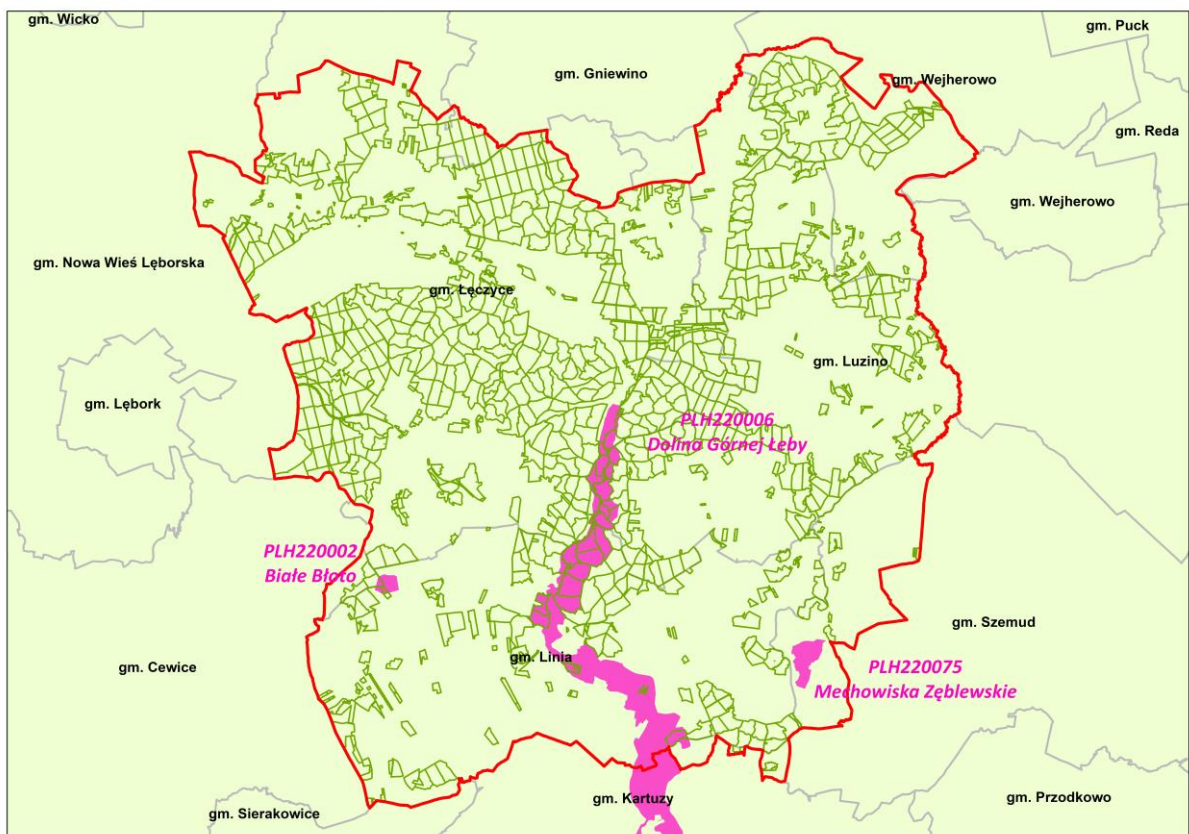 gm. Wicko
gm. Puck
gm. Gniewino
gm. Wejherowo
gm. Reda
gm. Wejherowo
gm. Nowa Wieś Lęborska
gm. Łęczyce
gm. Luzino
gm. Lębork
PLH220006
Dolina Górnej Łeby
PLH220002
Białe Błoto
gm. Szemud
gm. Linia
gm. Cewice
PLH220075
Mechowiska Zęblewskie
gm. Kartuzy
gm. Przodkowo
gm. Sierakowice